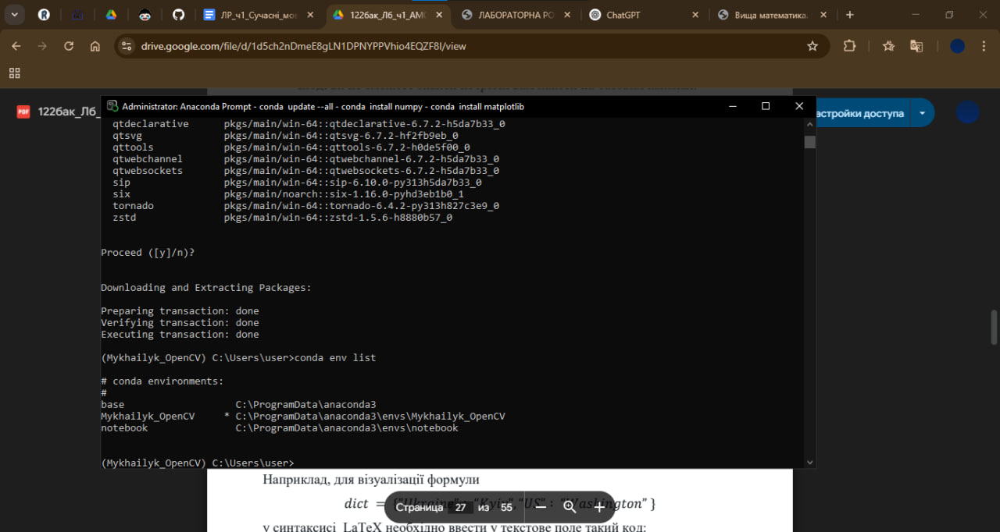 ЛР_ч1_Сучасні_мов
122бак_Лб_ч1_АМО
ЛАБОРАТОРНА РО
ChatGPT
Вища математика.
drive.google.com/file/d/1d5ch2nDmeE8gLN1DPNYPPVhio4EQZF8I/view
PDF 122бак_Лб_
астройки доступа
Administrator: Anaconda Prompt - conda update --all - conda install numpy - conda install matplotlib
qtdeclarative pkgs/main/win-64::qtdeclarative-6.7.2-h5da7b33_0
qtsvg pkgs/main/win-64::qtsvg-6.7.2-hf2fb9eb_0
qttools pkgs/main/win-64::qttools-6.7.2-h0de5f00_0
qtwebchannel pkgs/main/win-64::qtwebchannel-6.7.2-h5da7b33_0
qtwebsockets pkgs/main/win-64::qtwebsockets-6.7.2-h5da7b33_0
sip pkgs/main/win-64::sip-6.10.0-py313h5da7b33_0
six pkgs/main/noarch::six-1.16.0-pyhd3eb1b0_1
tornado pkgs/main/win-64::tornado-6.4.2-py313h827c3e9_0
zstd pkgs/main/win-64::zstd-1.5.6-h8880b57_0
Proceed ([y]/n)?
Downloading and Extracting Packages:
Preparing transaction: done
Verifying transaction: done
Executing transaction: done
(Mykhailyk_OpenCV) C:\Users\user>conda env list
# conda environments:
#
base C:\ProgramData\anaconda3
Mykhailyk_OpenCV * C:\ProgramData\anaconda3\envs\Mykhailyk_OpenCV
notebook C:\ProgramData\anaconda3\envs\notebook
(Mykhailyk_OpenCV) C:\Users\user>
Наприклад, для візуалізації формули
dict = {"Ukraine": "Kyiv","US": "Washington" }
Страница 27 из 55
у синтаксисі LaTeX необхідно ввести у текстове поле такий код: